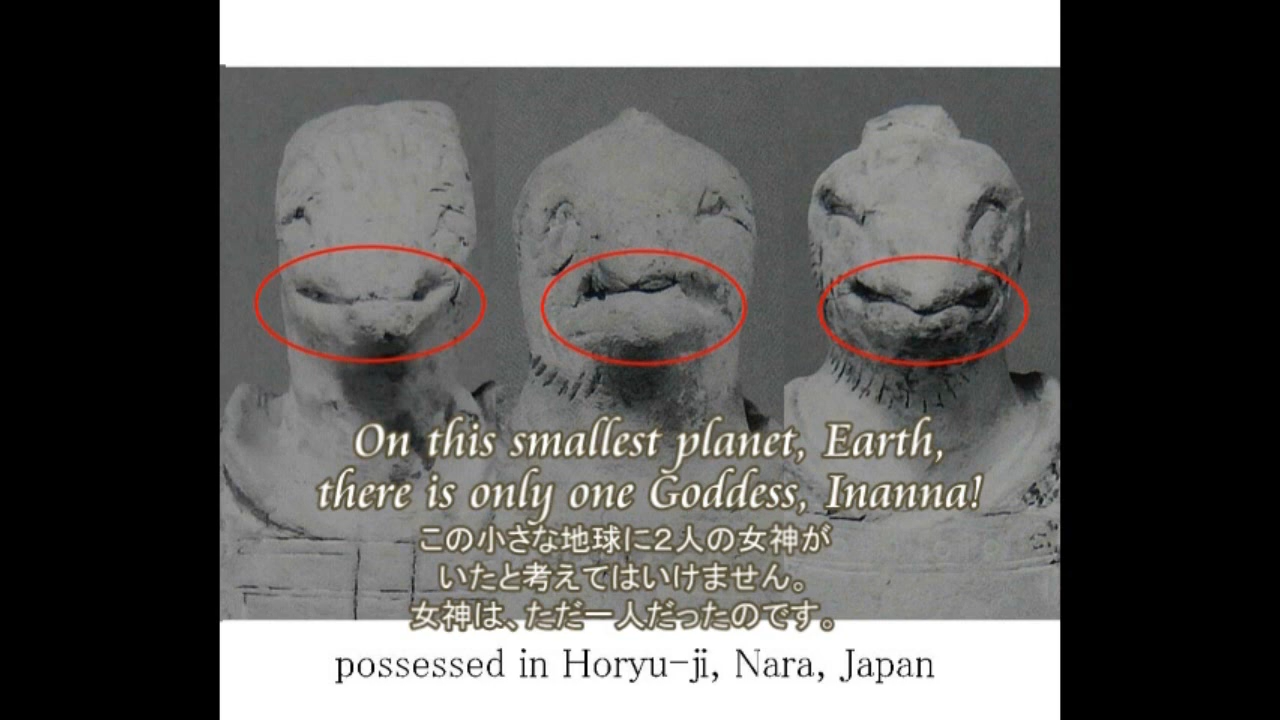 On this smallest planet, Earth,
there is only one Goddess, Inanna!
この小さな地球に2人の女神が
いたと考えてはいけません。
女神は、ただ一人だったのです。
possessed in Horyu-ji, Nara, Japan